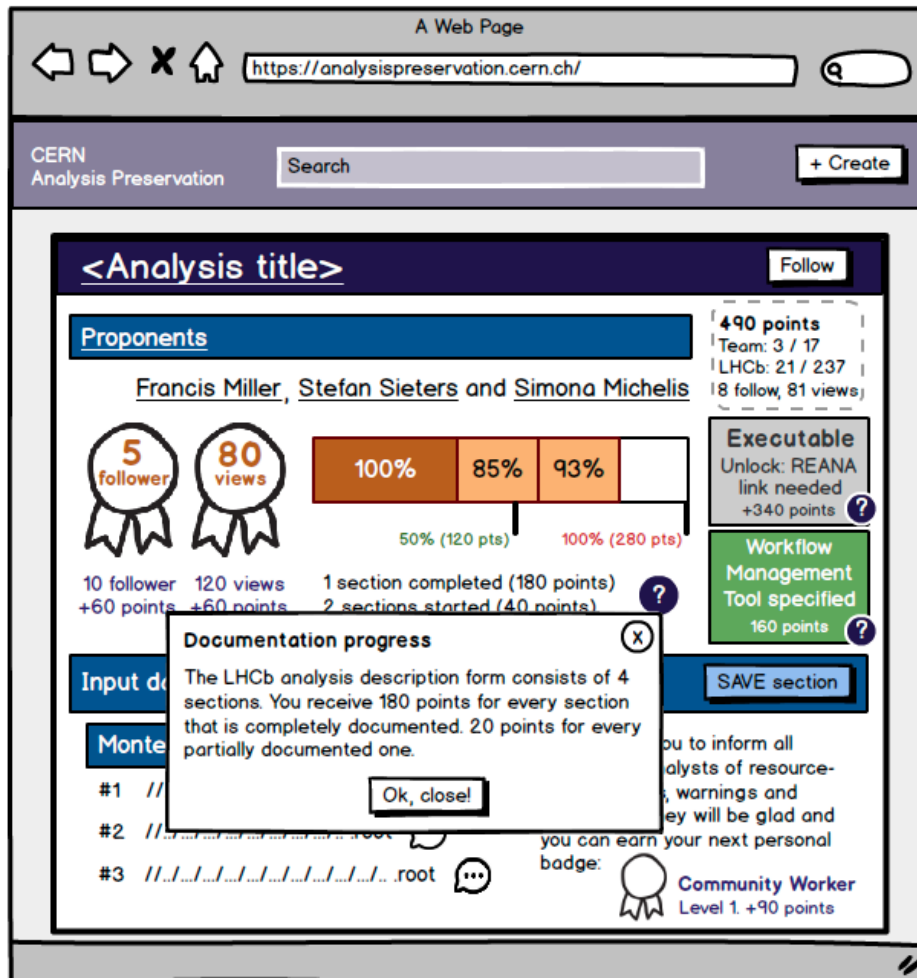 A Web Page
https://analysispreservation.cern.ch/
CERN
Analysis Preservation
Search
+ Create
<Analysis title>
Follow
Proponents
Francis Miller, Stefan Sieters and Simona Michelis
490 points
Team: 3 / 17
LHCb: 21 / 237
8 follow, 81 views
5
follower
80
views
100%
85%
93%
50% (120 pts)
100% (280 pts)
Executable
Unlock: REANA
link needed
+340 points
?
Workflow
Management
Tool specified
160 points
?
10 follower
+60 points
120 views
+60 points
1 section completed (180 points)
2 sections started (40 points)
?
Documentation progress
X
The LHCb analysis description form consists of 4
sections. You receive 180 points for every section
that is completely documented. 20 points for every
partially documented one.
Ok, close!
Input
SAVE section
Monte
#1 //
#2 //../.../.../.../.../.../.../.../.. .root
#3 //../.../.../.../.../.../.../.../.. .root
to inform all
of resource-
warnings and
will be glad and
you can earn your next personal
badge:
Community Worker
Level 1. +90 points